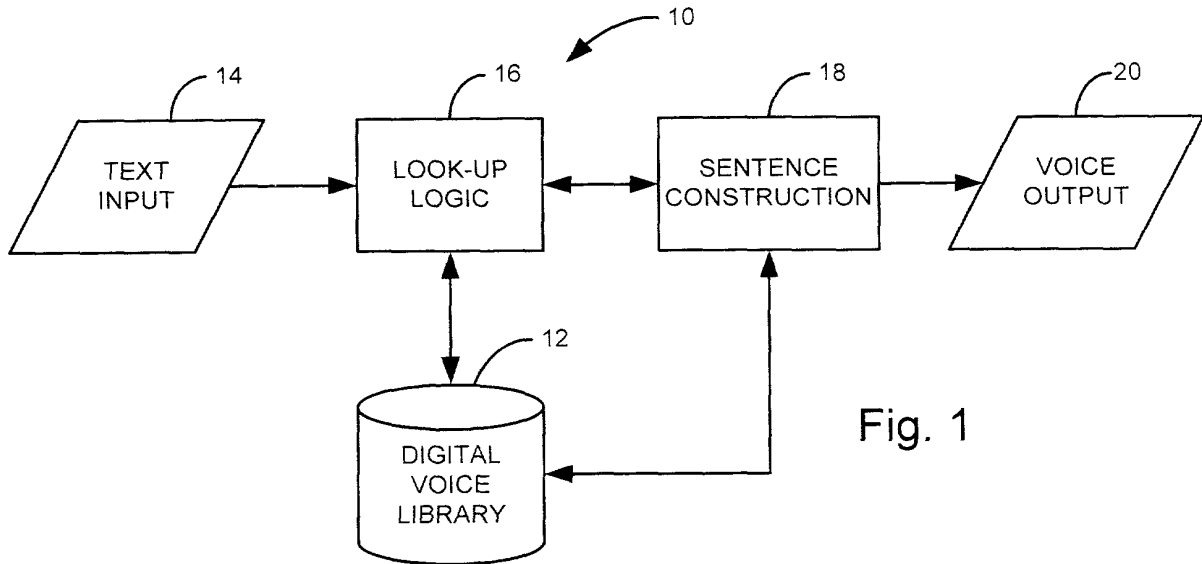 10
14
16
18
20
TEXT
INPUT
LOOK-UP
LOGIC
SENTENCE
CONSTRUCTION
VOICE
OUTPUT
12
DIGITAL
VOICE
LIBRARY
Fig. 1